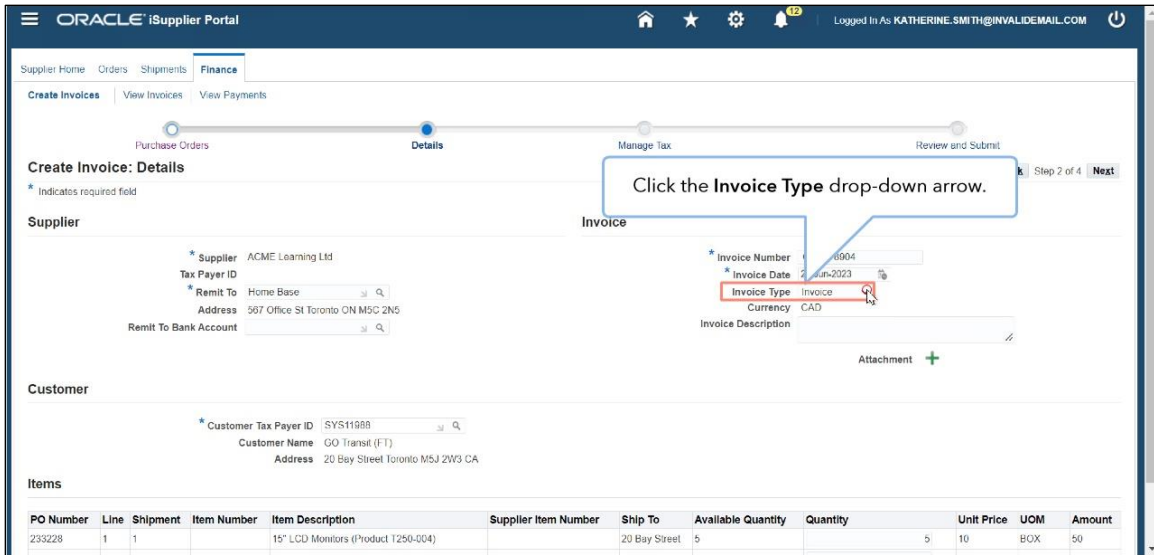 ORACLE iSupplier Portal
12
Logged In As KATHERINE.SMITH@INVALIDEMAIL.COM
Supplier Home Orders Shipments Finance
Create Invoices View Invoices View Payments
Purchase Orders Details Manage Tax Review and Submit
Create Invoice: Details
Step 2 of 4 Next
* Indicates required field
Click the Invoice Type drop-down arrow.
Supplier
* Supplier ACME Learning Ltd
Tax Payer ID
* Remit To Home Base
Address 567 Office St Toronto ON M5C 2N5
Remit To Bank Account
Invoice
* Invoice Number 8904
* Invoice Date Jun-2023
Invoice Type Invoice
Currency CAD
Invoice Description
Attachment
Customer
* Customer Tax Payer ID SYS11988
Customer Name GO Transit (FT)
Address 20 Bay Street Toronto M5J 2W3 CA
Items
PO Number Line Shipment Item Number Item Description Supplier Item Number Ship To Available Quantity Quantity Unit Price UOM Amount
233228 1 1 15" LCD Monitors (Product T250-004) 20 Bay Street 5 5 10 BOX 50